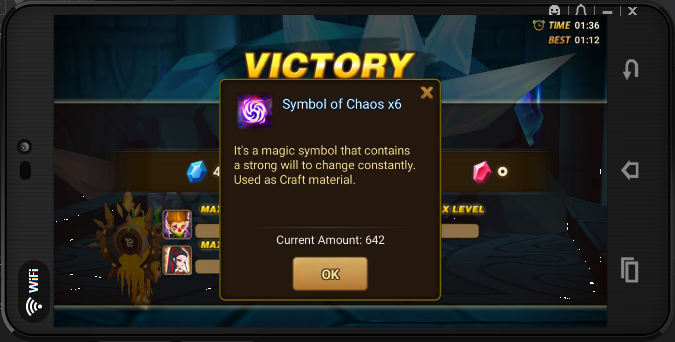 TIME 01:36
BEST 01:12
VICTORY
Symbol of Chaos x6
It's a magic symbol that contains
a strong will to change constantly.
Used as Craft material.
4
0
MAX
X LEVEL
MAX
Current Amount: 642
OK
WiFi